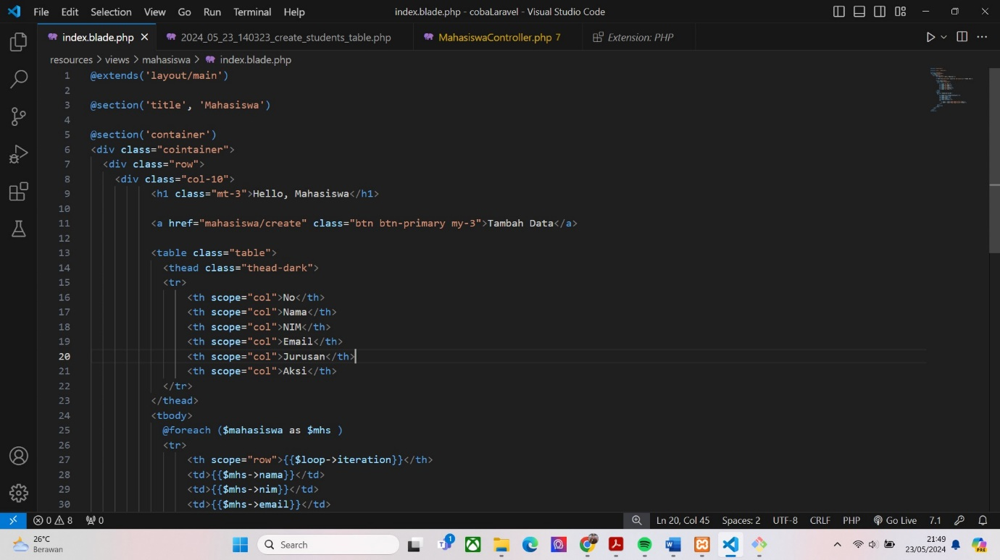 File Edit Selection View Go Run Terminal Help
index.blade.php - cobaLaravel - Visual Studio Code
index.blade.php
2024_05_23_140323_create_students_table.php
MahasiswaController.php 7
Extension: PHP
resources > views > mahasiswa > index.blade.php
1 @extends('layout/main')
2
3 @section('title', 'Mahasiswa')
4
5 @section('container')
6 <div class="cointainer">
7 <div class="row">
8 <div class="col-10">
9 <h1 class="mt-3">Hello, Mahasiswa</h1>
10
11 <a href="mahasiswa/create" class="btn btn-primary my-3">Tambah Data</a>
12
13 <table class="table">
14 <thead class="thead-dark">
15 <tr>
16 <th scope="col">No</th>
17 <th scope="col">Nama</th>
18 <th scope="col">NIM</th>
19 <th scope="col">Email</th>
20 <th scope="col">Jurusan</th>
21 <th scope="col">Aksi</th>
22 </tr>
23 </thead>
24 <tbody>
25 @foreach ($mahasiswa as $mhs )
26 <tr>
27 <th scope="row">{{$loop->iteration}}</th>
28 <td>{{$mhs->nama}}</td>
29 <td>{{$mhs->nim}}</td>
30 <td>{{$mhs->email}}</td>
0 8 0
Ln 20, Col 45 Spaces: 2 UTF-8 CRLF PHP Go Live 7.1
26°C
Berawan
Search
1
21:49
23/05/2024
PRE